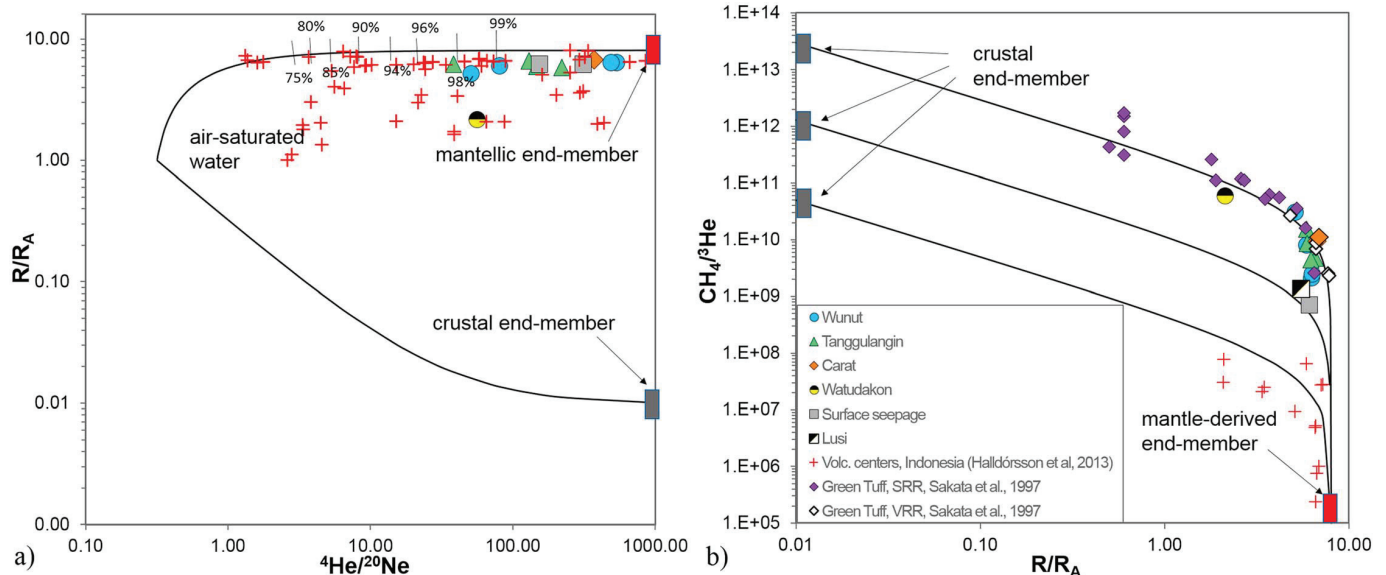 10.00
1.00
0.10
0.01
0.00
R/RA
80%
90%
96%
99%
75%
85%
94%
98%
air-saturated
water
mantellic end-member
crustal end-member
0.10
1.00
10.00
100.00
1000.00
4He/20Ne
a)
1.E+14
1.E+13
1.E+12
1.E+11
1.E+10
1.E+09
1.E+08
1.E+07
1.E+06
1.E+05
CH4/3He
crustal
end-member
Wunut
Tanggulangin
Carat
Watudakon
Surface seepage
Lusi
Volc. centers, Indonesia (Halldórsson et al, 2013)
Green Tuff, SRR, Sakata et al., 1997
Green Tuff, VRR, Sakata et al., 1997
mantle-derived
end-member
0.01
0.10
1.00
10.00
R/RA
b)